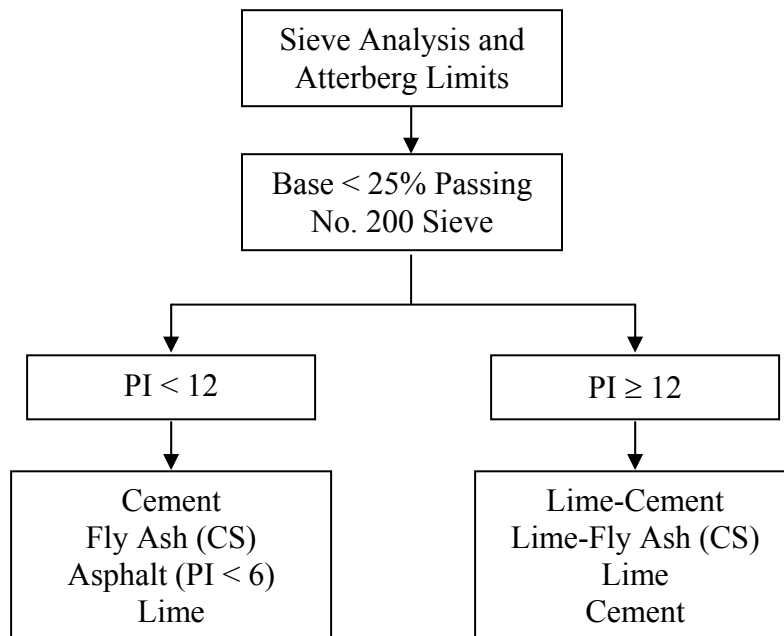 Sieve Analysis and
Atterberg Limits
Base < 25% Passing
No. 200 Sieve
PI < 12
PI ≥ 12
Cement
Fly Ash (CS)
Asphalt (PI < 6)
Lime
Lime-Cement
Lime-Fly Ash (CS)
Lime
Cement